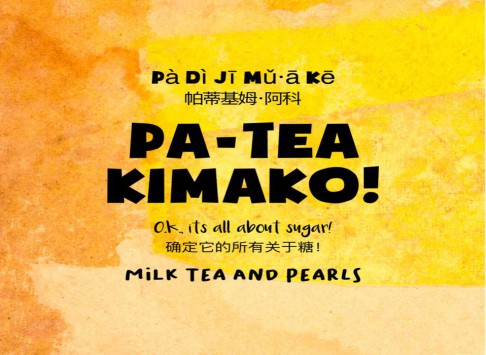 Pà Dì Jī Mǔ·ā Kē
帕蒂基姆·阿科
PA-TEA
KIMAKO!
O.K., its all about sugar!
确定它的所有关于糖!
MiLK TEA AND PEARLS